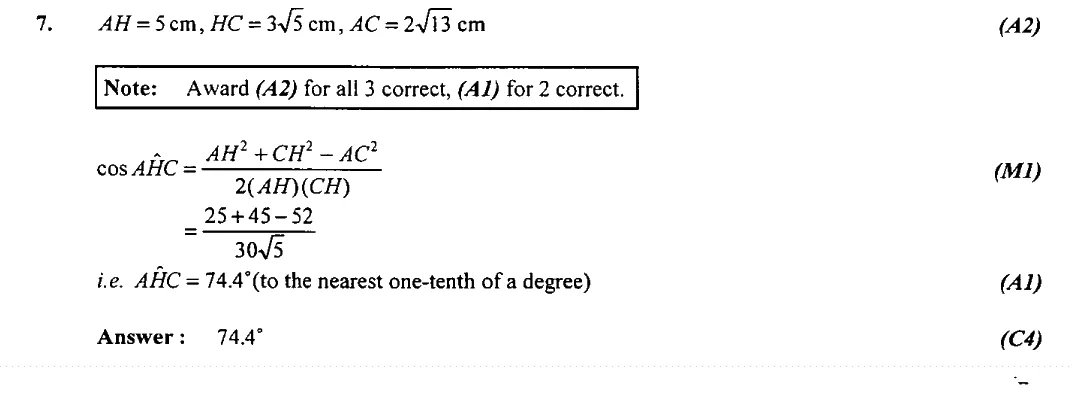 7. AH = 5 cm, HC = 3√5 cm, AC = 2√13 cm (A2)
Note: Award (A2) for all 3 correct, (A1) for 2 correct.
cos AĤC = (AH² + CH² − AC²) / (2(AH)(CH)) (M1)
= (25 + 45 − 52) / (30√5)
i.e. AĤC = 74.4° (to the nearest one-tenth of a degree) (A1)
Answer : 74.4° (C4)